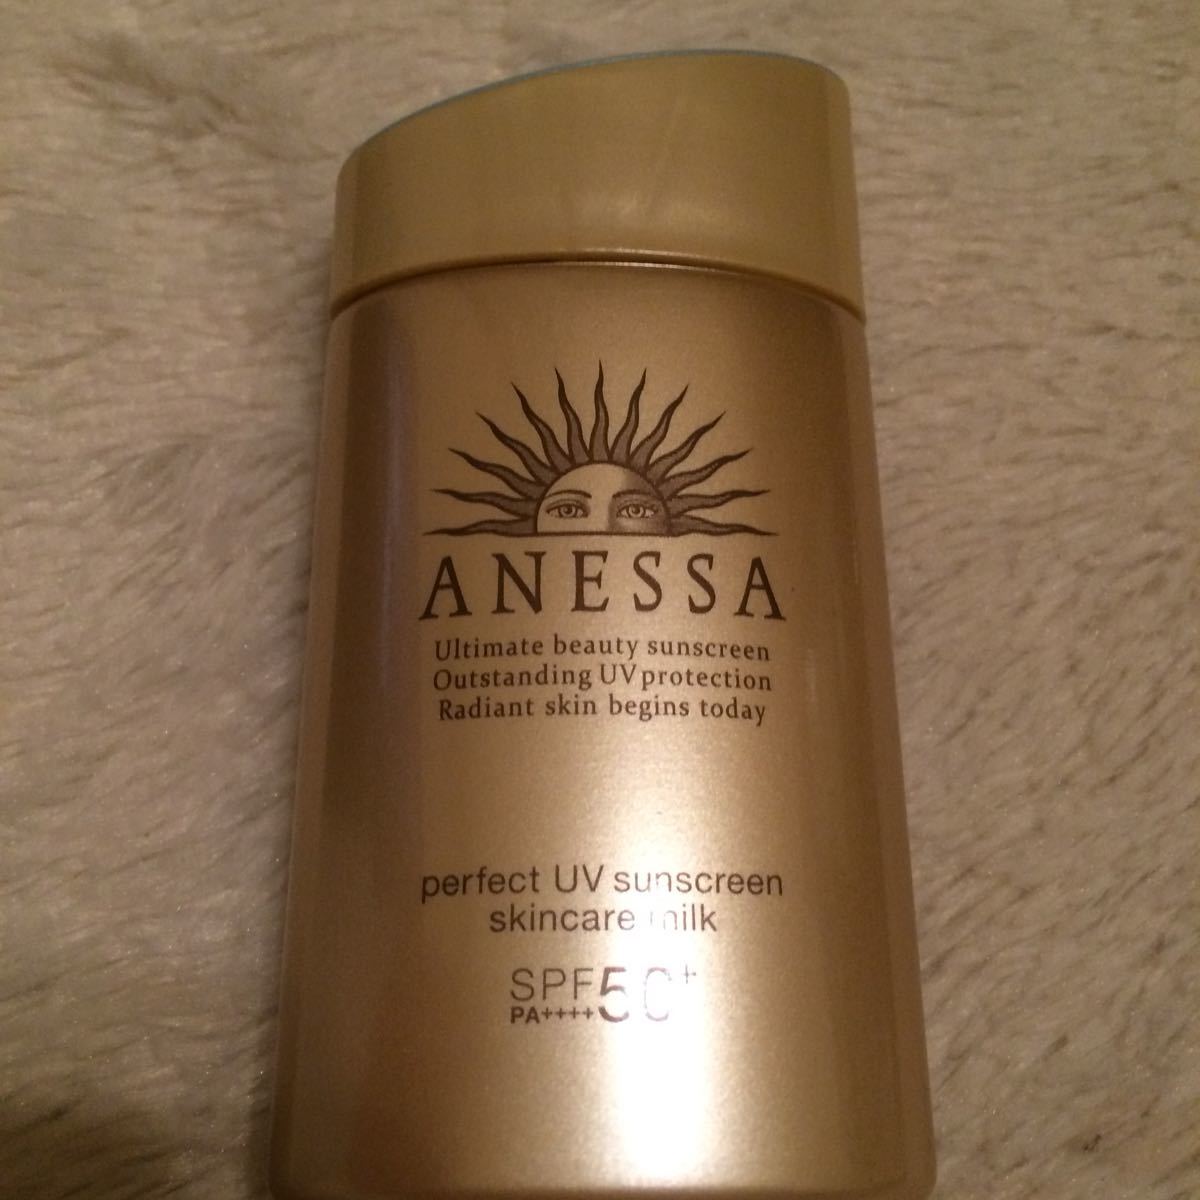 ANESSA
Ultimate beauty sunscreen
Outstanding UV protection
Radiant skin begins today
perfect UV sunscreen
skincare milk
SPF50+
PA++++